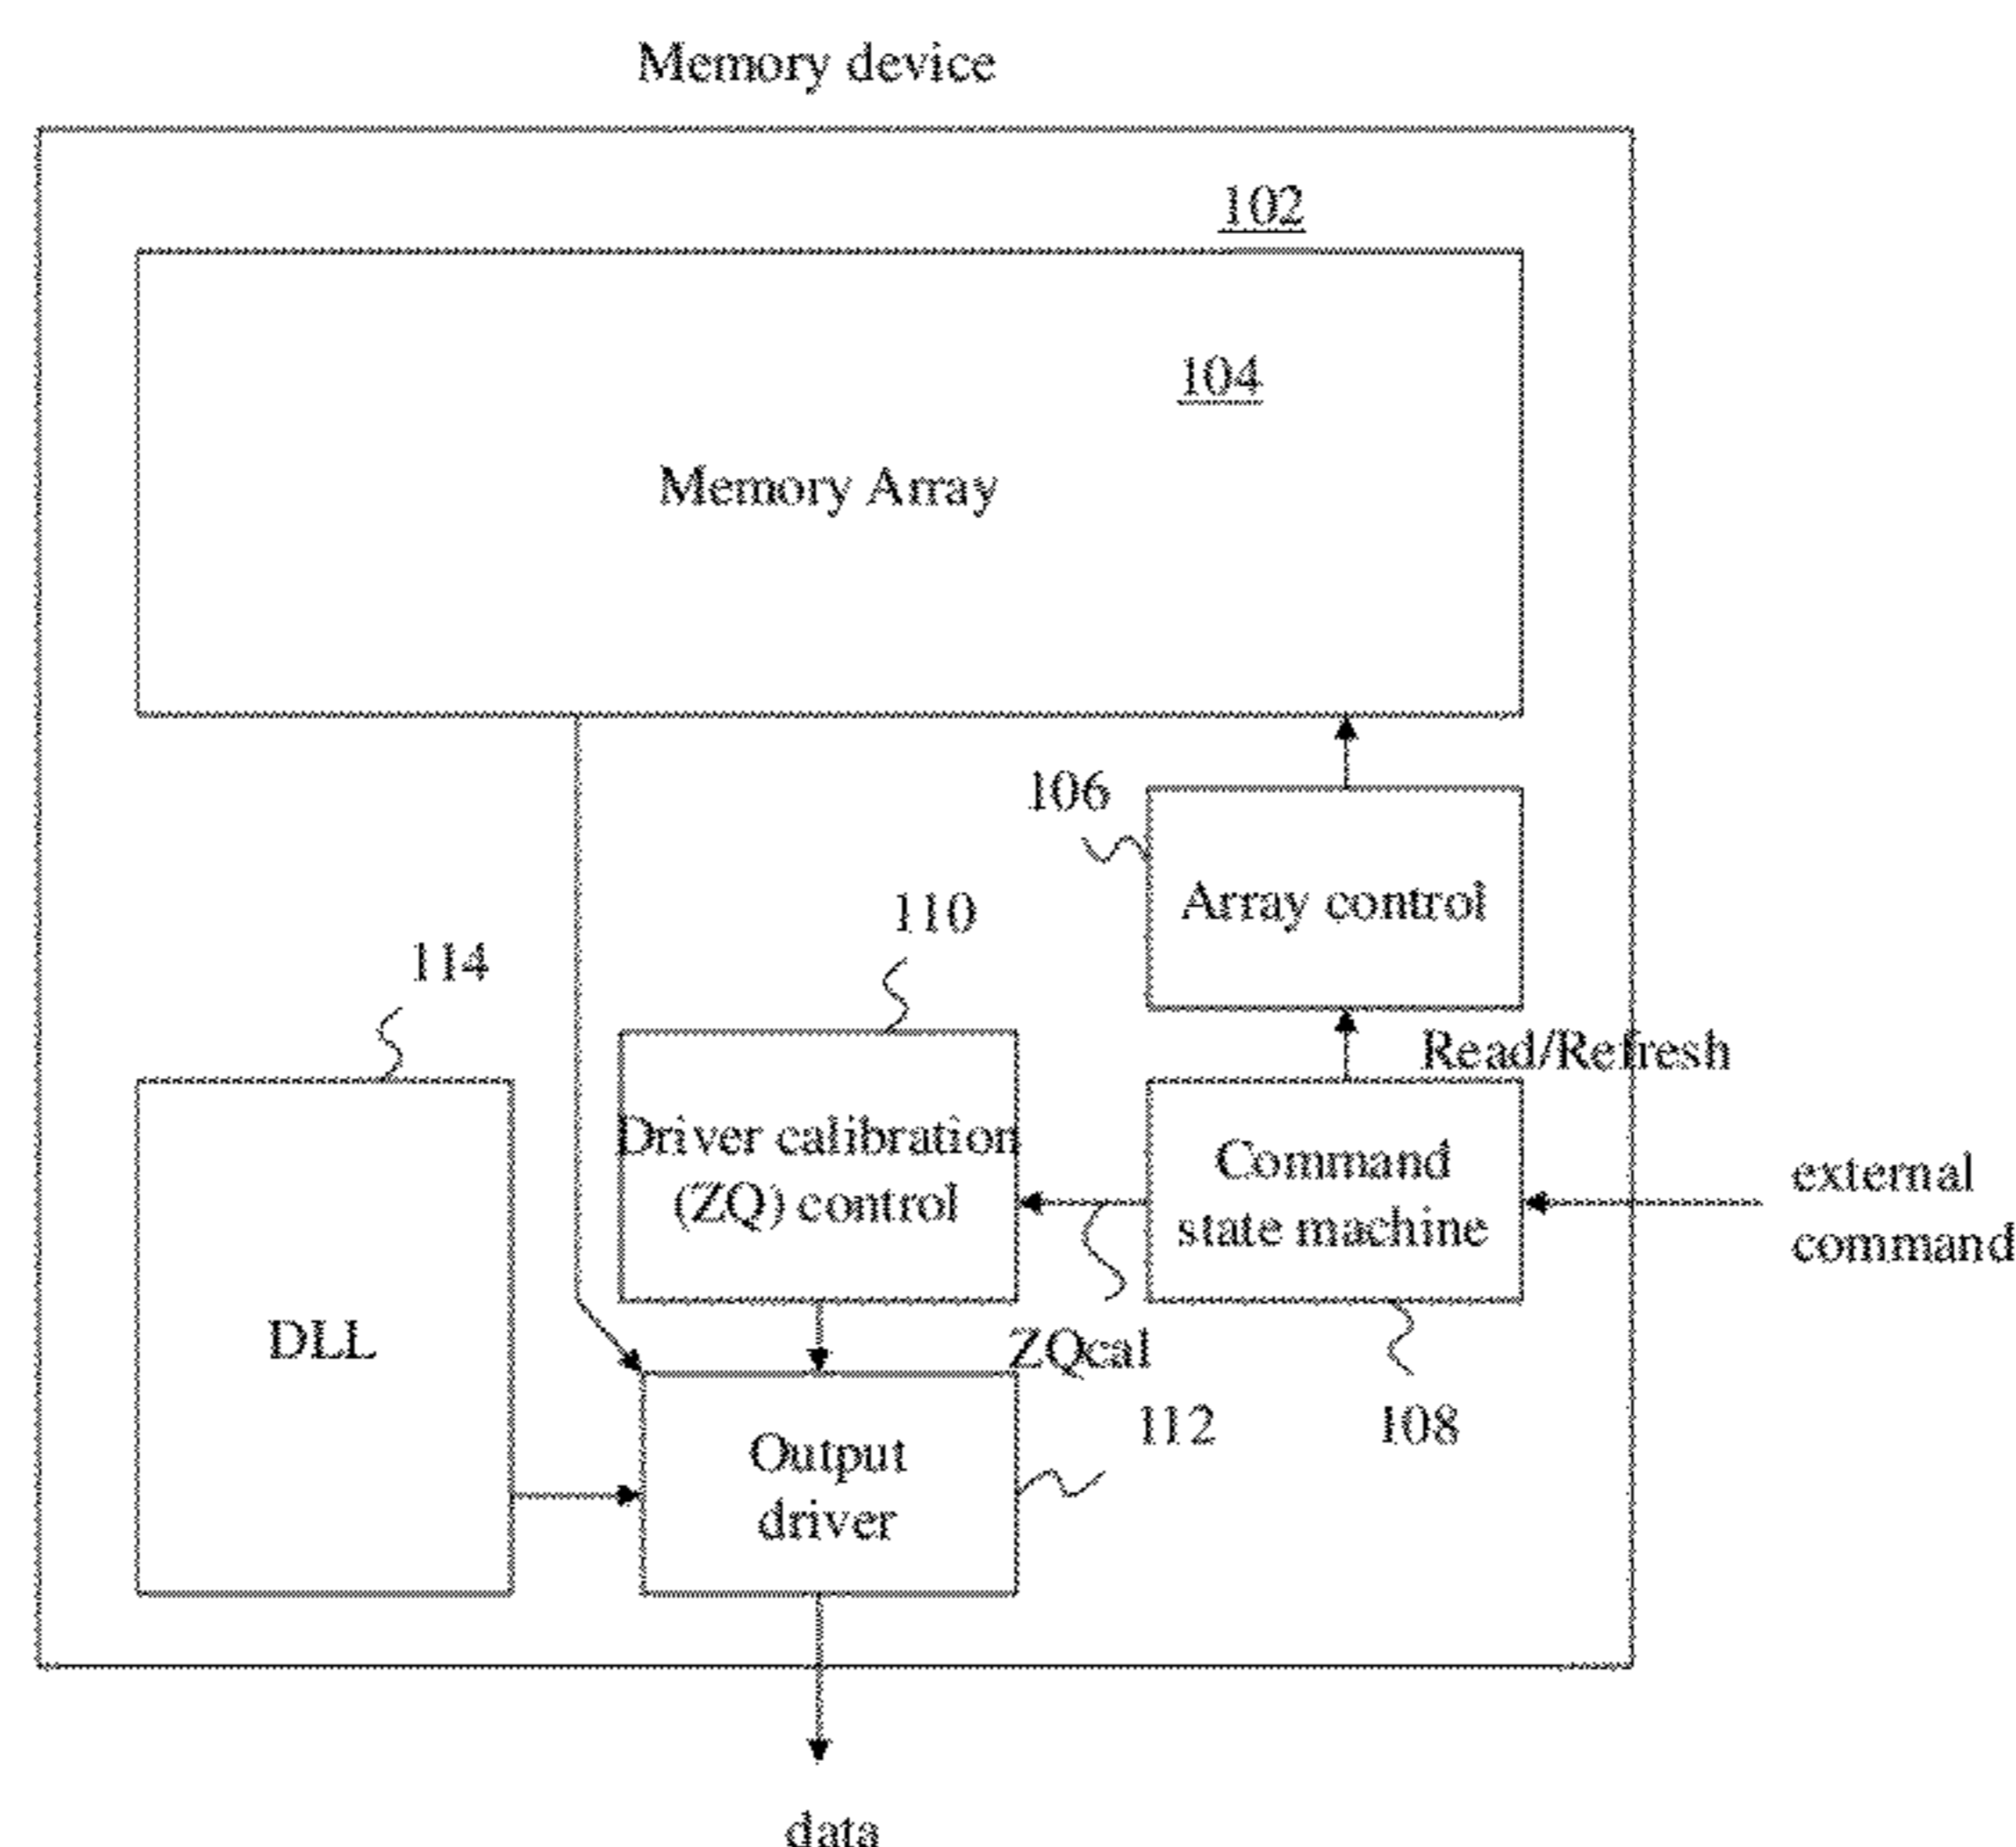 Memory device
102
104
Memory Array
106
Array control
110
114
Read/Refresh
Driver calibration
(ZQ) control
Command
state machine
external
command
DLL
ZQcal
112
108
Output
driver
data